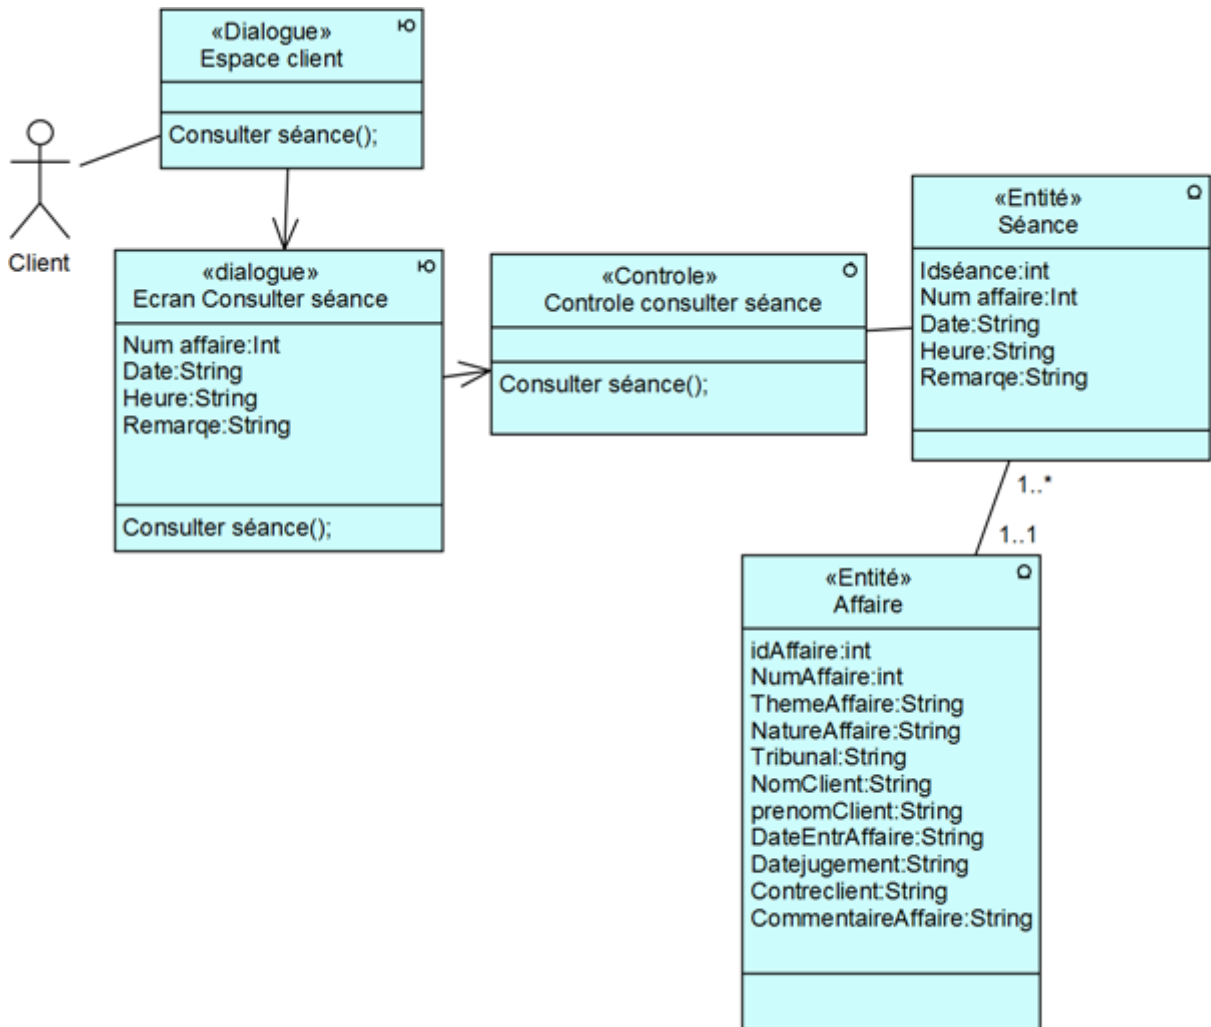 «Dialogue»
Espace client
Consulter séance();
Client
«dialogue»
Ecran Consulter séance
Num affaire:Int
Date:String
Heure:String
Remarqe:String
Consulter séance();
«Controle»
Controle consulter séance
Consulter séance();
«Entité»
Séance
Idséance:int
Num affaire:Int
Date:String
Heure:String
Remarqe:String
1..*
1..1
«Entité»
Affaire
idAffaire:int
NumAffaire:int
ThemeAffaire:String
NatureAffaire:String
Tribunal:String
NomClient:String
prenomClient:String
DateEntrAffaire:String
Datejugement:String
Contreclient:String
CommentaireAffaire:String